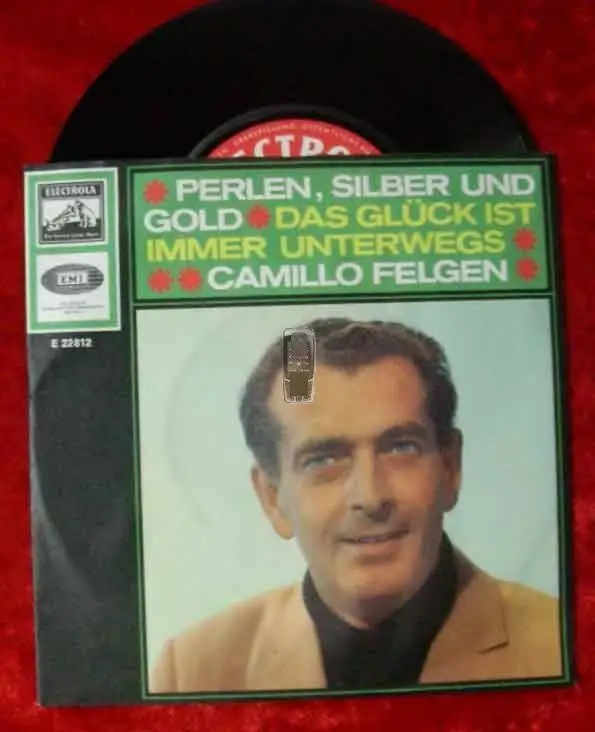 ELECTROLA
ELECTROLA
EMI
E 22812
* PERLEN, SILBER UND
GOLD * DAS GLÜCK IST
IMMER UNTERWEGS *
** CAMILLO FELGEN *